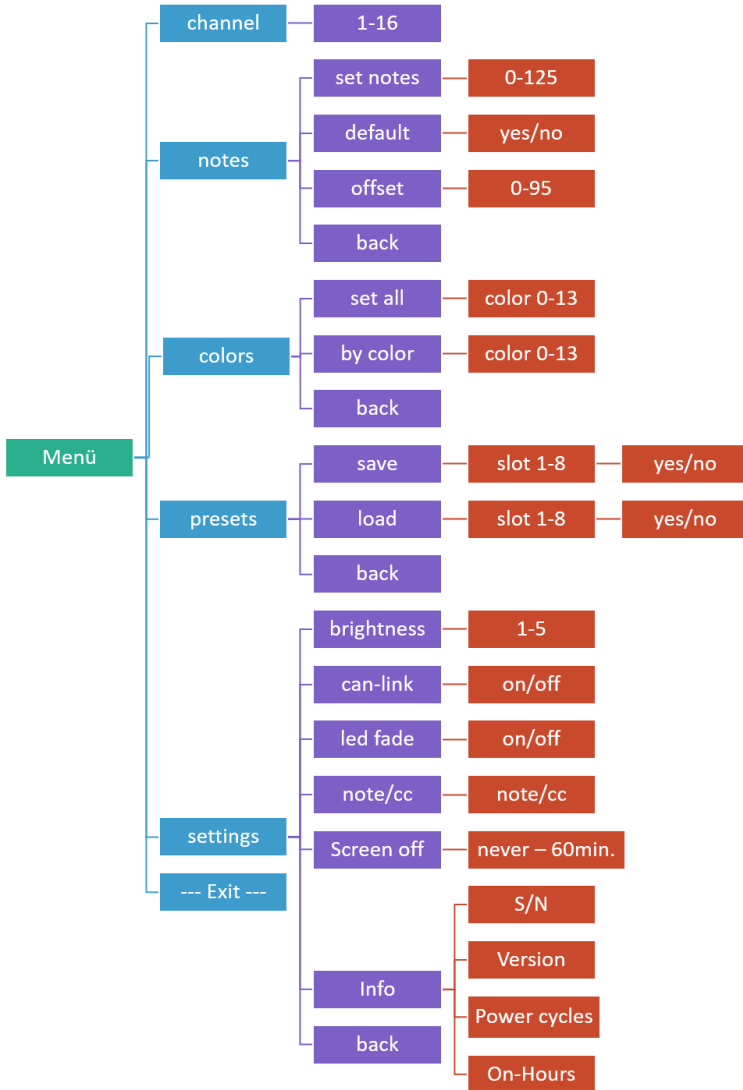 channel
1-16
set notes
0-125
default
yes/no
notes
offset
0-95
back
set all
color 0-13
colors
by color
color 0-13
back
Menü
save
slot 1-8
yes/no
presets
load
slot 1-8
yes/no
back
brightness
1-5
can-link
on/off
led fade
on/off
note/cc
note/cc
settings
Screen off
never – 60min.
--- Exit ---
S/N
Version
Info
Power cycles
back
On-Hours